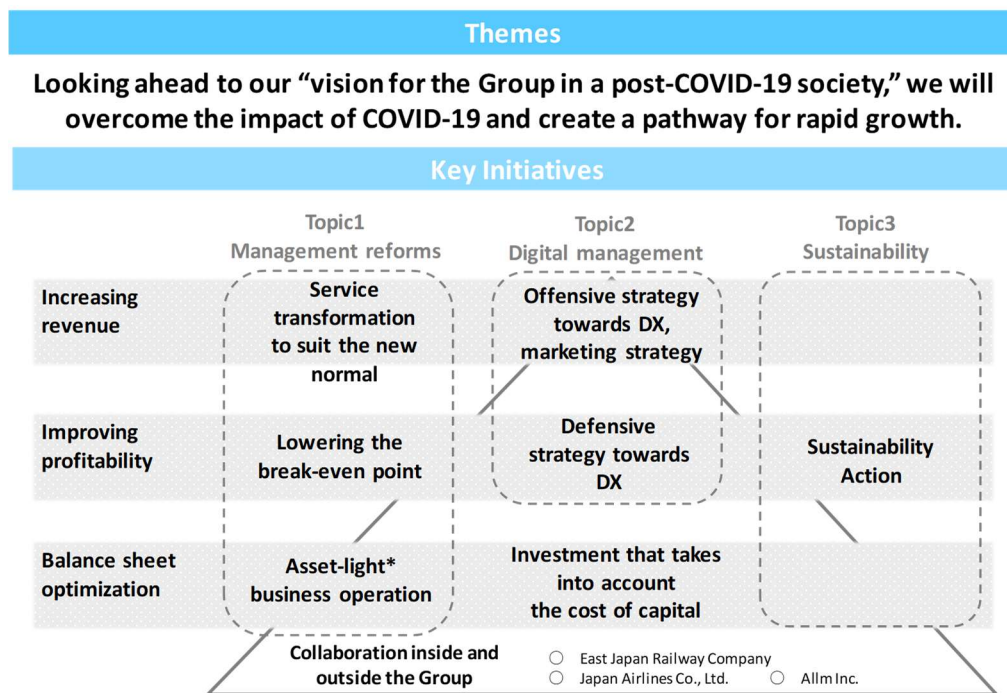 Themes
Looking ahead to our “vision for the Group in a post-COVID-19 society,” we will
overcome the impact of COVID-19 and create a pathway for rapid growth.
Key Initiatives
Topic1
Management reforms
Topic2
Digital management
Topic3
Sustainability
Increasing
revenue
Service
transformation
to suit the new
normal
Offensive strategy
towards DX,
marketing strategy
Improving
profitability
Lowering the
break-even point
Defensive
strategy towards
DX
Sustainability
Action
Balance sheet
optimization
Asset-light*
business operation
Investment that takes
into account
the cost of capital
Collaboration inside and
outside the Group
○ East Japan Railway Company
○ Japan Airlines Co., Ltd. ○ Allm Inc.